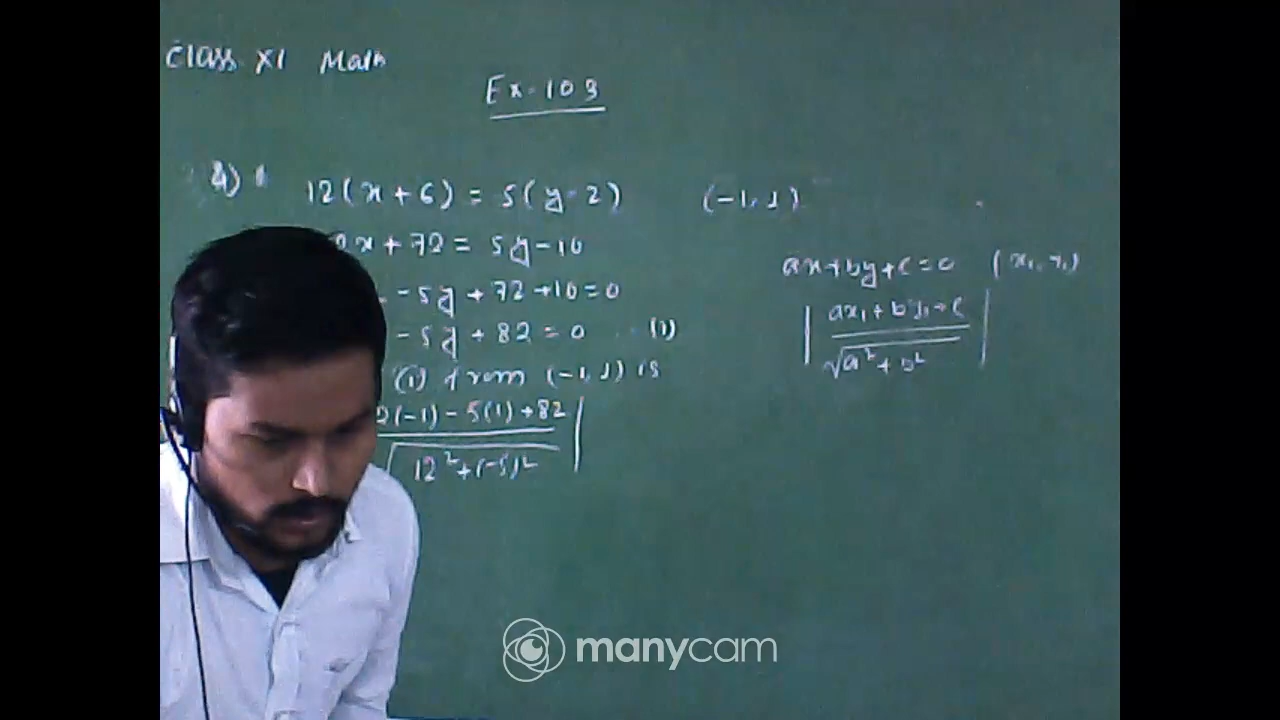 Class XI Math
Ex-10 3
4)
12(x+6) = 5(y-2) (-1, 1)
x+72 = 5y-10
-5y+72+10=0
-5y+82=0 (1)
(1) from (-1, 1) is
2(-1)-5(1)+82
√12²+(-5)²
ax+by+c=0 (x₁, y₁)
ax₁+by₁+c
√a²+b²
manycam